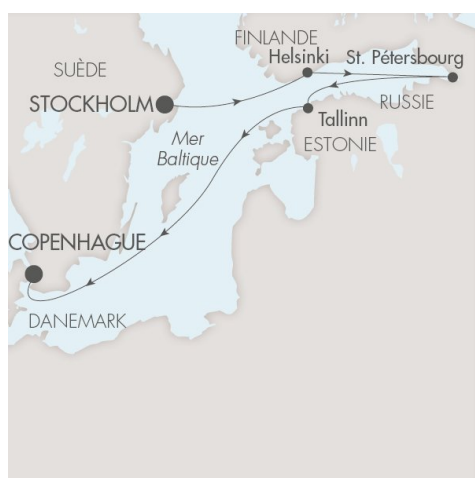 FINLANDE
Helsinki
St. Pétersbourg
SUÈDE
STOCKHOLM
RUSSIE
Tallinn
Mer
Baltique
ESTONIE
COPENHAGUE
DANEMARK